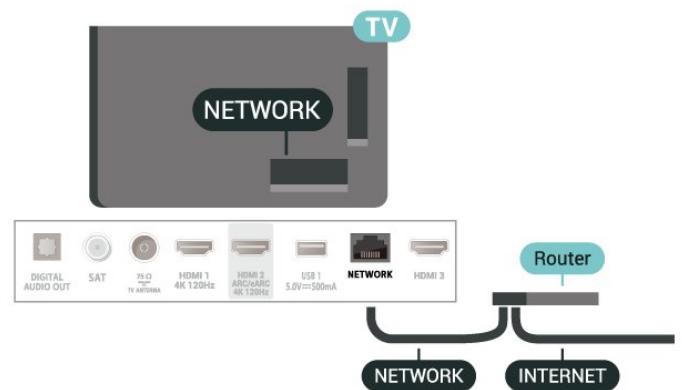 TV
NETWORK
DIGITAL
AUDIO OUT
SAT
75 Ω
TV ANTENNA
HDMI 1
4K 120Hz
HDMI 2
ARC/eARC
4K 120Hz
USB 1
5.0V⎓500mA
NETWORK
HDMI 3
Router
NETWORK
INTERNET